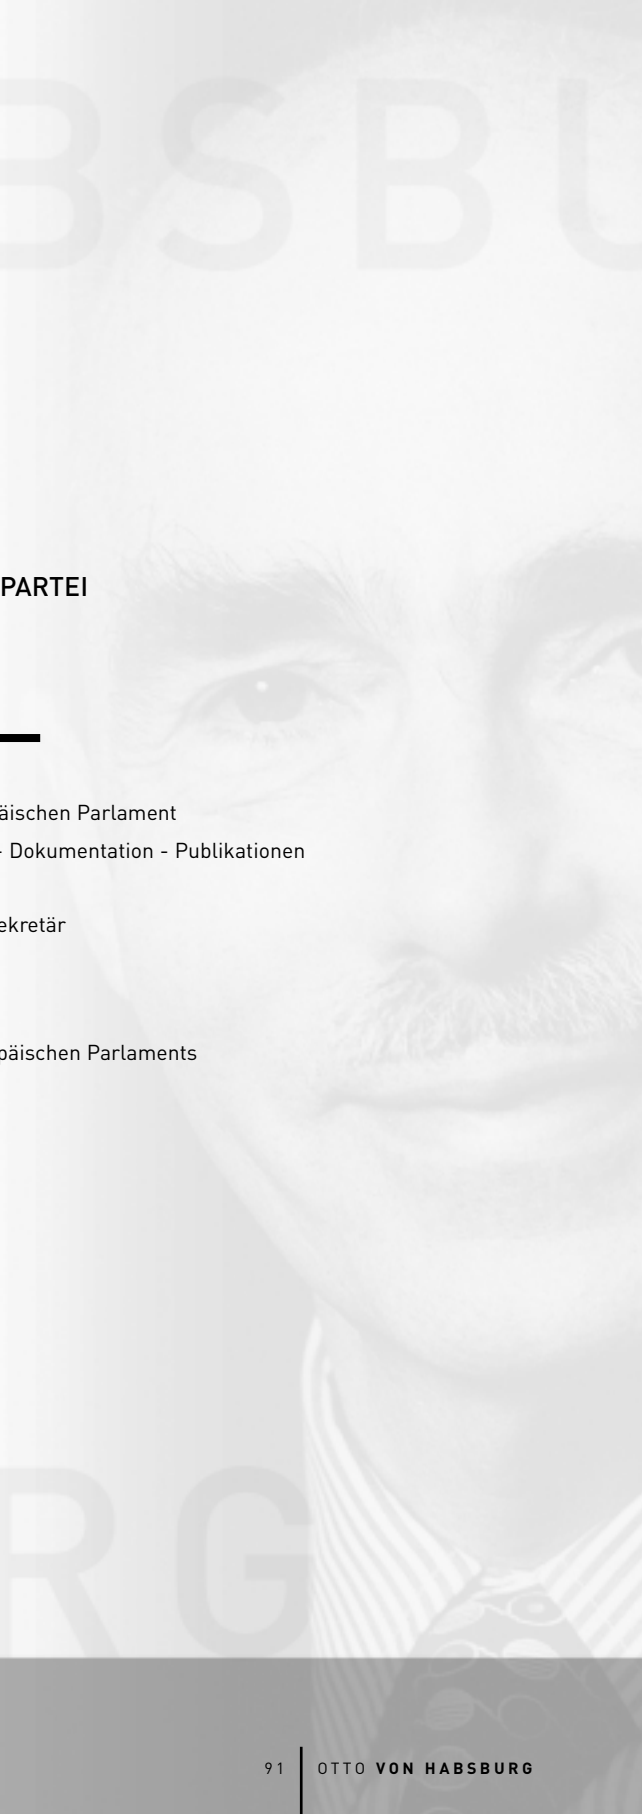 BSBU
PARTEI
äischen Parlament
- Dokumentation - Publikationen
ekretär
päischen Parlaments
RG
91 OTTO VON HABSBURG